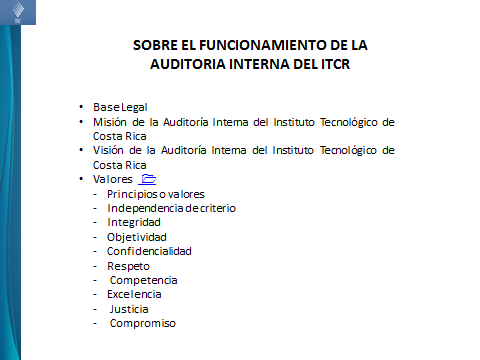 SOBRE EL FUNCIONAMIENTO DE LA
AUDITORIA INTERNA DEL ITCR
• Base Legal
• Misión de la Auditoría Interna del Instituto Tecnológico de
Costa Rica
• Visión de la Auditoría Interna del Instituto Tecnológico de
Costa Rica
• Valores
- Principios o valores
- Independencia de criterio
- Integridad
- Objetividad
- Confidencialidad
- Respeto
- Competencia
- Excelencia
- Justicia
- Compromiso